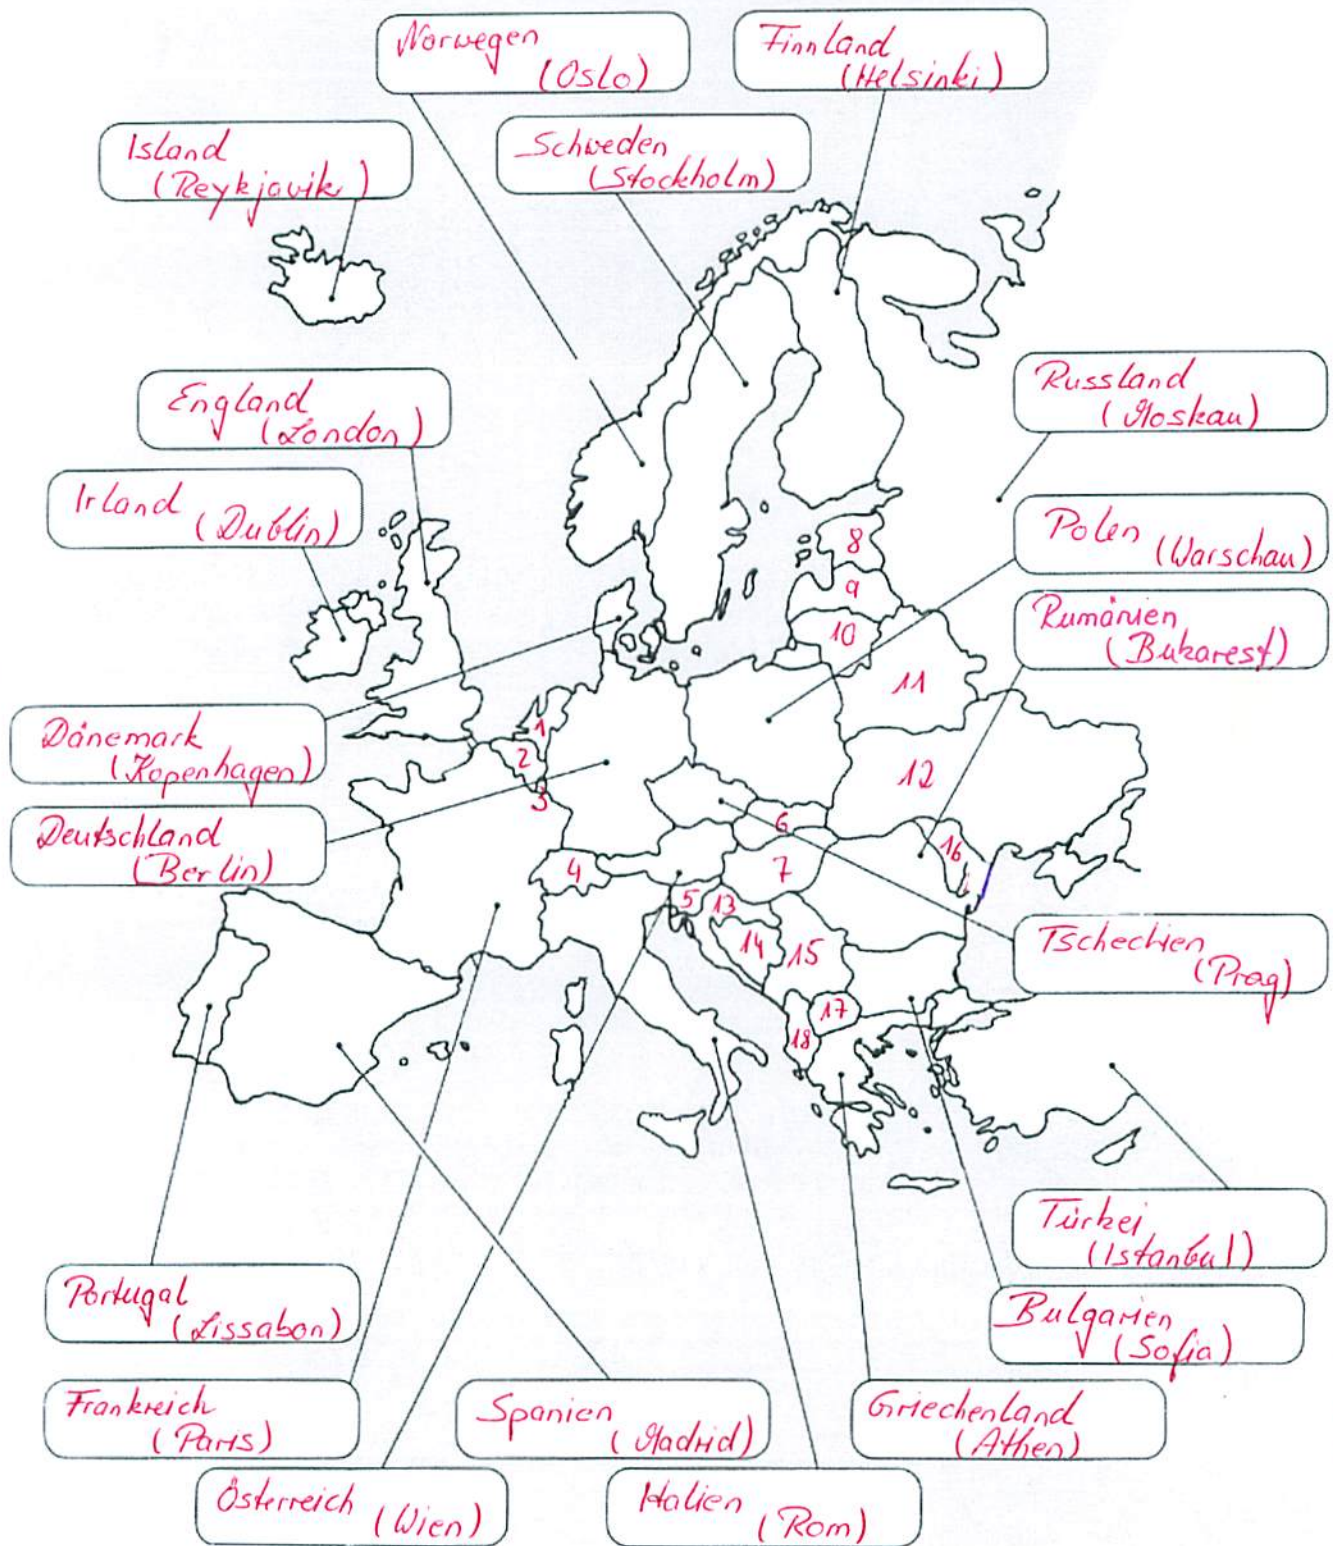 Norwegen
(Oslo)
Finnland
(Helsinki)
Island
(Reykjavik)
Schweden
(Stockholm)
England
(London)
Russland
(Moskau)
Irland (Dublin)
Polen (Warschau)
Rumänien
(Bukarest)
Dänemark
(Kopenhagen)
Deutschland
(Berlin)
8
9
10
11
1
2
3
12
6
16
4
7
5
13
14
15
17
18
Tschechien
(Prag)
Türkei
(Istanbul)
Portugal
(Lissabon)
Bulgarien
(Sofia)
Frankreich
(Paris)
Spanien
(Madrid)
Griechenland
(Athen)
Österreich (Wien)
Italien (Rom)